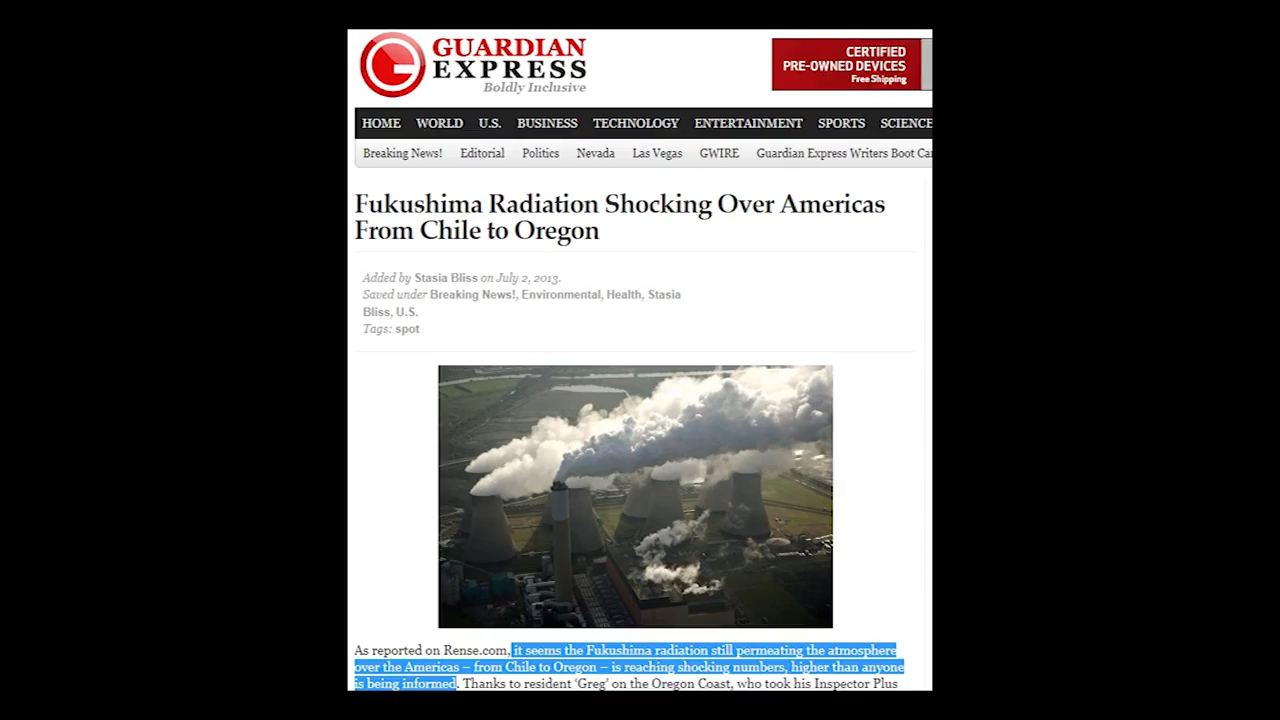 GUARDIAN
EXPRESS
Boldly Inclusive
CERTIFIED
PRE-OWNED DEVICES
Free Shipping
HOME WORLD U.S. BUSINESS TECHNOLOGY ENTERTAINMENT SPORTS SCIENCE
Breaking News! Editorial Politics Nevada Las Vegas GWIRE Guardian Express Writers Boot Ca
Fukushima Radiation Shocking Over Americas
From Chile to Oregon
Added by Stasia Bliss on July 2, 2013.
Saved under Breaking News!, Environmental, Health, Stasia
Bliss, U.S.
Tags: spot
As reported on Rense.com, it seems the Fukushima radiation still permeating the atmosphere
over the Americas – from Chile to Oregon – is reaching shocking numbers, higher than anyone
is being informed. Thanks to resident ‘Greg’ on the Oregon Coast, who took his Inspector Plus